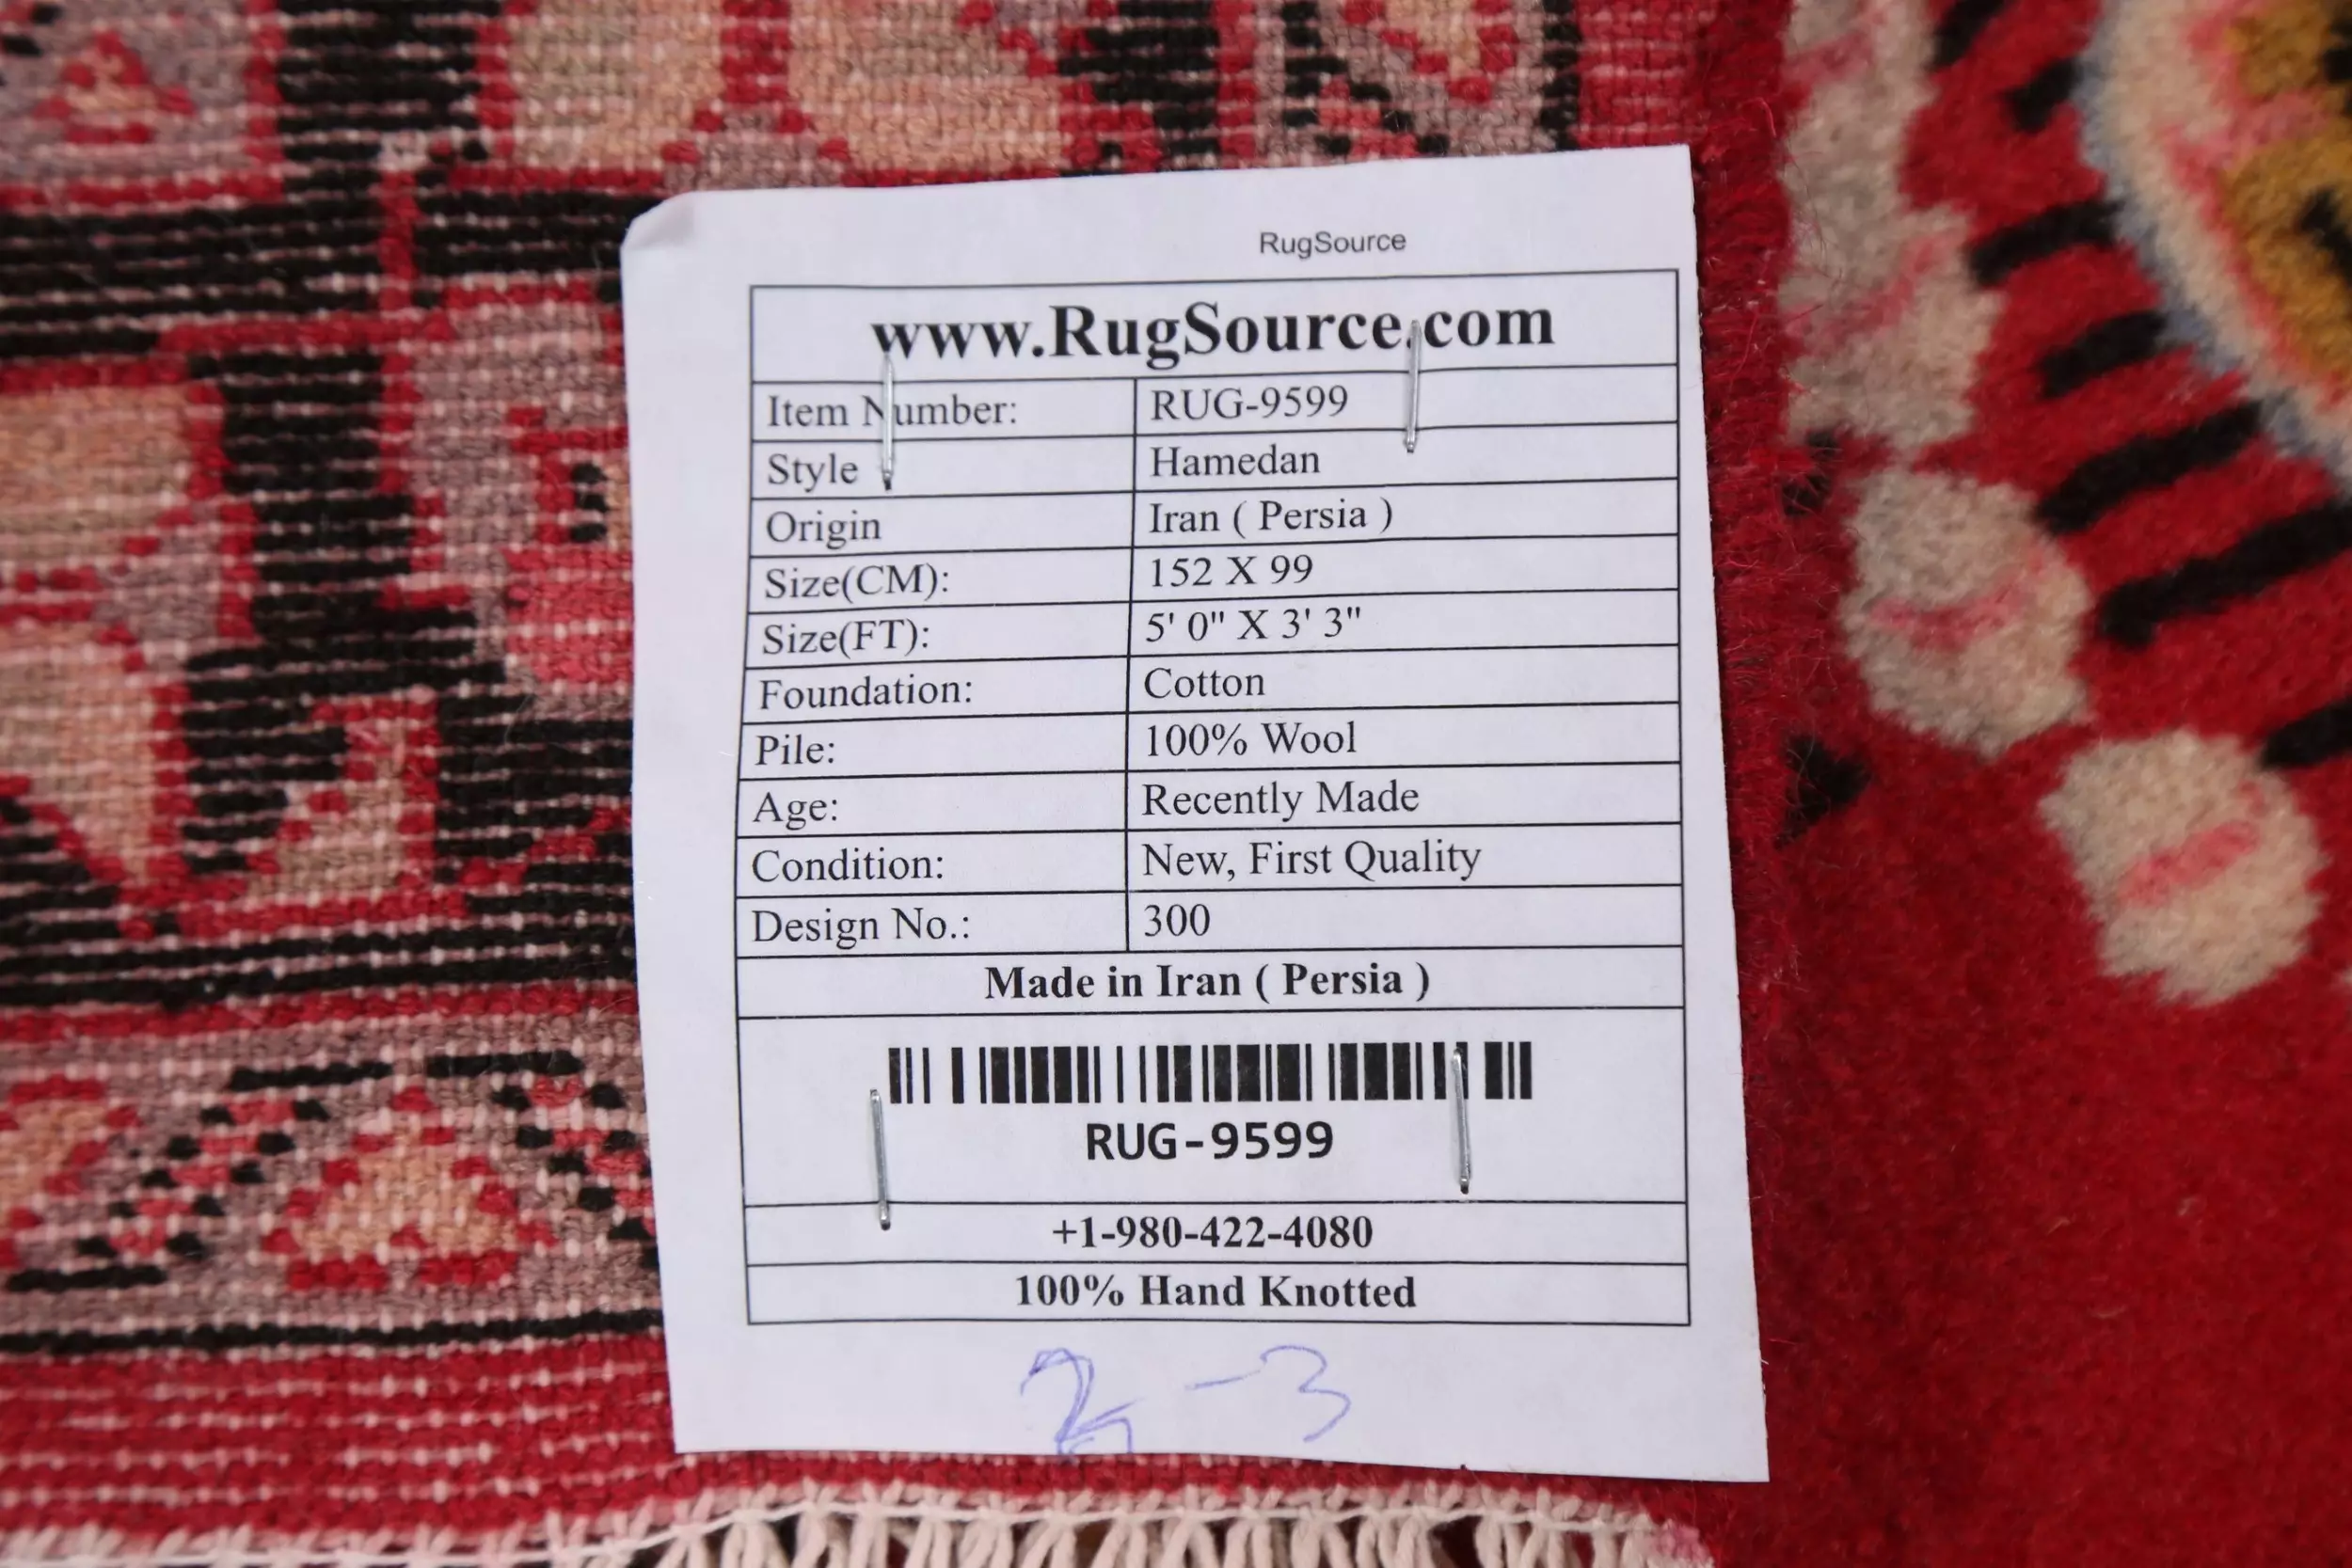 RugSource
www.RugSource.com
Item Number: RUG-9599
Style Hamedan
Origin Iran ( Persia )
Size(CM): 152 X 99
Size(FT): 5' 0" X 3' 3"
Foundation: Cotton
Pile: 100% Wool
Age: Recently Made
Condition: New, First Quality
Design No.: 300
Made in Iran ( Persia )
RUG-9599
+1-980-422-4080
100% Hand Knotted
-3